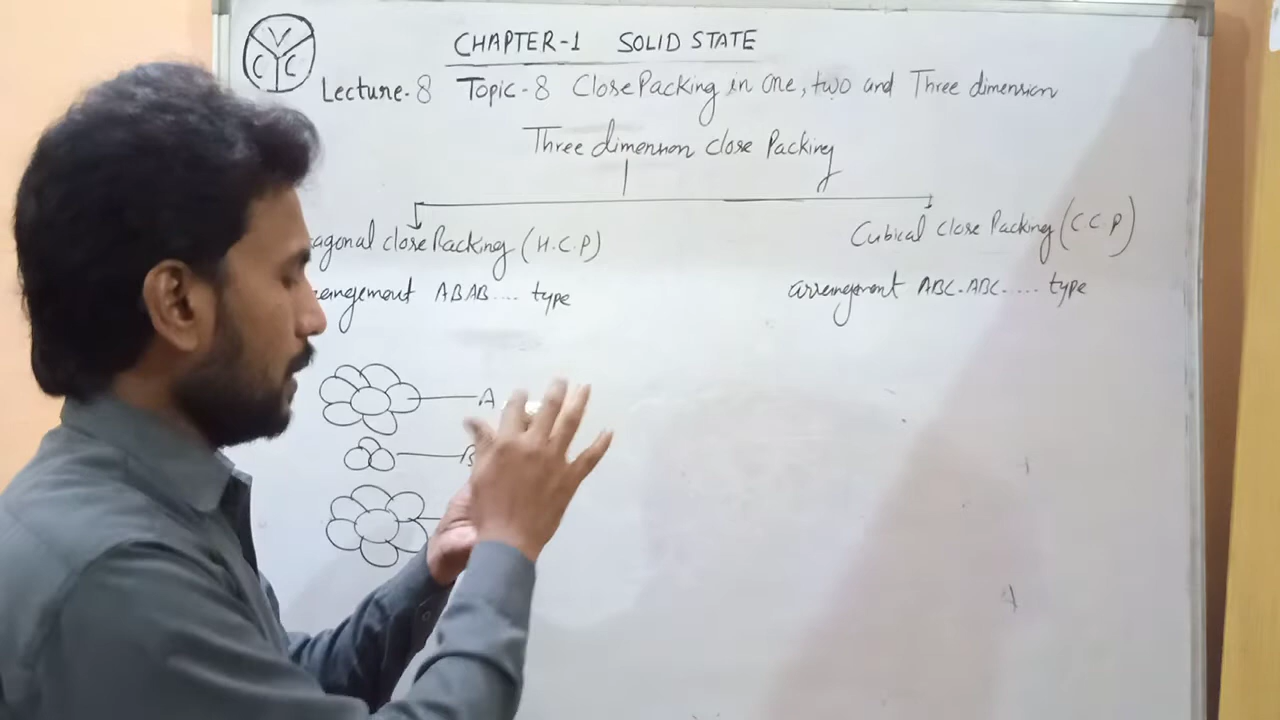 V
C C
CHAPTER-1 SOLID STATE
Lecture-8 Topic-8 Close Packing in one, two and Three dimension
Three dimension close Packing
agonal close Packing (H.C.P)
Cubical close Packing (C C P)
angement ABAB.... type
arrangement ABC-ABC..... type
A
B